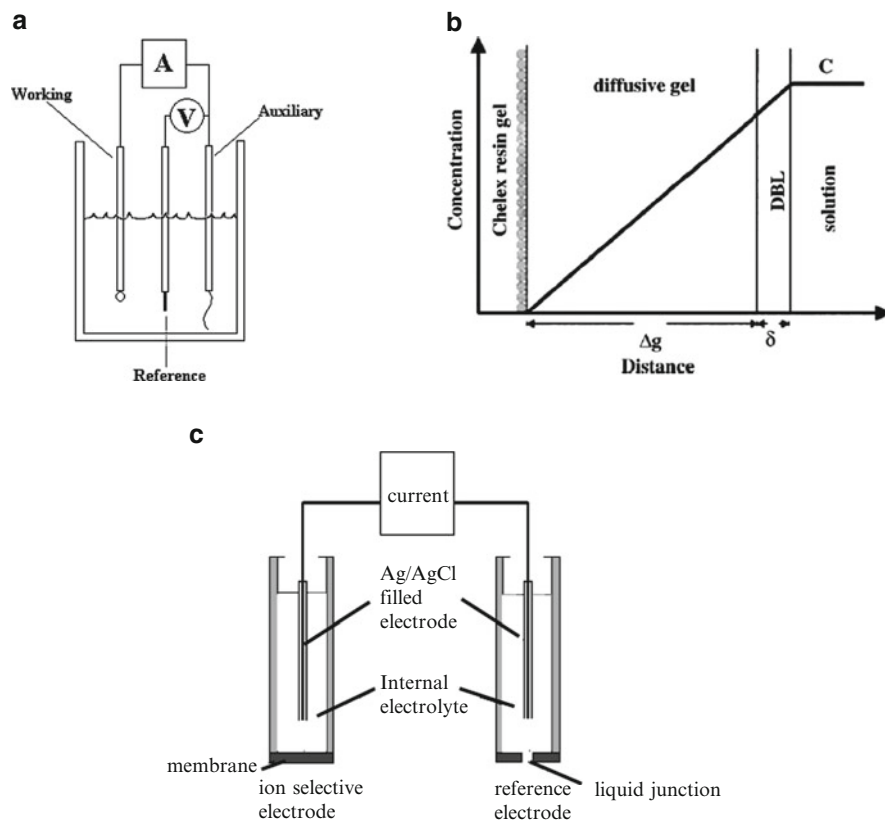 a
A
Working
V
Auxiliary
Reference
b
Concentration
Chelex resin gel
diffusive gel
DBL
C
solution
Δg
δ
Distance
c
current
Ag/AgCl
filled
electrode
Internal
electrolyte
membrane
ion selective
electrode
reference
electrode
liquid junction